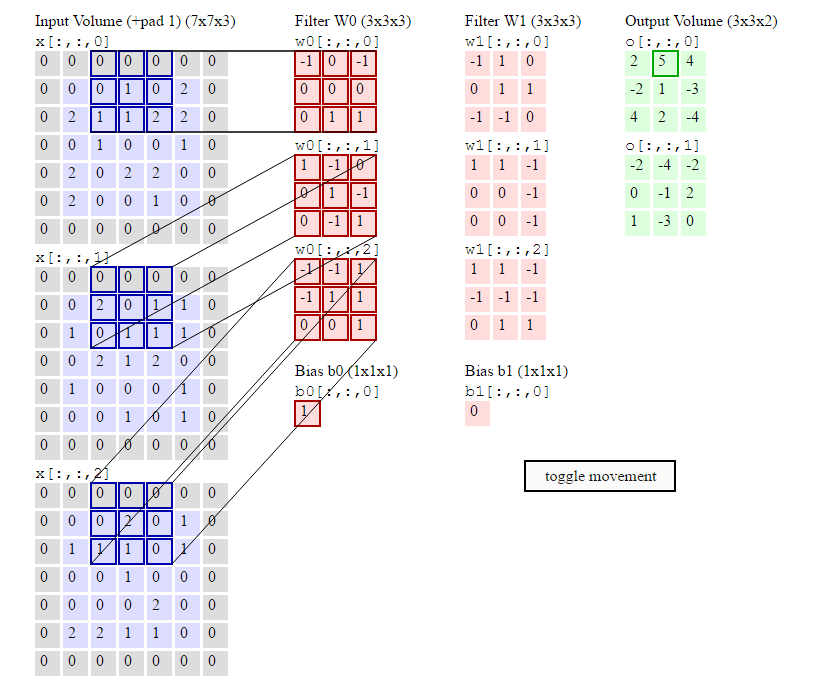 Input Volume (+pad 1) (7x7x3)
x[:,:,0]
0 0 0 0 0 0 0
0 0 0 1 0 2 0
0 2 1 1 2 2 0
0 0 1 0 0 1 0
0 2 0 2 2 0 0
0 2 0 0 1 0 0
0 0 0 0 0 0 0
x[:,:,1]
0 0 0 0 0 0 0
0 0 2 0 1 1 0
0 1 0 1 1 1 0
0 0 2 1 2 0 0
0 1 0 0 0 1 0
0 0 0 1 0 1 0
0 0 0 0 0 0 0
x[:,:,2]
0 0 0 0 0 0 0
0 0 0 2 0 1 0
0 1 1 1 0 1 0
0 0 0 1 0 0 0
0 0 0 0 2 0 0
0 2 2 1 1 0 0
0 0 0 0 0 0 0
Filter W0 (3x3x3)
w0[:,:,0]
-1 0 -1
0 0 0
0 1 1
w0[:,:,1]
1 -1 0
0 1 -1
0 -1 1
w0[:,:,2]
-1 -1 1
-1 1 1
0 0 1
Bias b0 (1x1x1)
b0[:,:,0]
1
Filter W1 (3x3x3)
w1[:,:,0]
-1 1 0
0 1 1
-1 -1 0
w1[:,:,1]
1 1 -1
0 0 -1
0 0 -1
w1[:,:,2]
1 1 -1
-1 -1 -1
0 1 1
Bias b1 (1x1x1)
b1[:,:,0]
0
Output Volume (3x3x2)
o[:,:,0]
2 5 4
-2 1 -3
4 2 -4
o[:,:,1]
-2 -4 -2
0 -1 2
1 -3 0
toggle movement